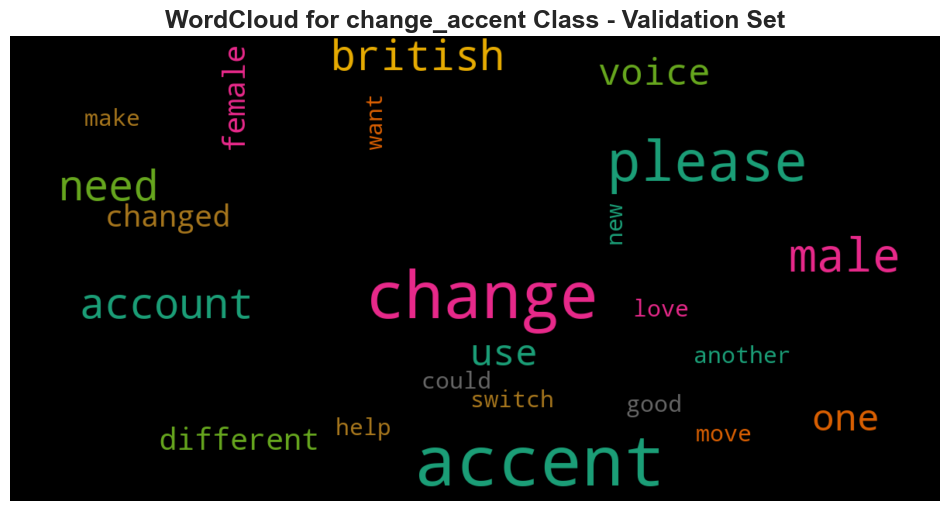 WordCloud for change_accent Class - Validation Set
british
female
voice
make
want
please
need
changed
new
male
change
account
love
use
another
could
switch
good
one
help
move
different
accent